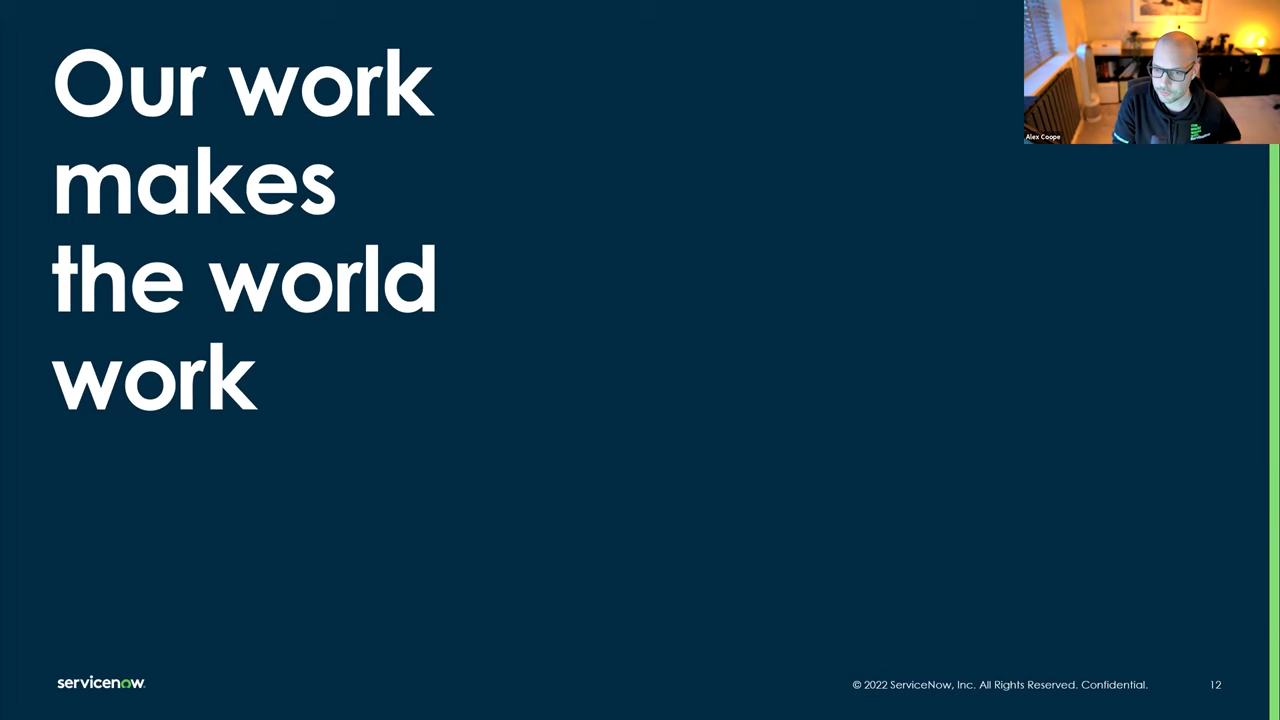 Our work
makes
the world
work
Alex Coope
servicenow.
© 2022 ServiceNow, Inc. All Rights Reserved. Confidential.
12